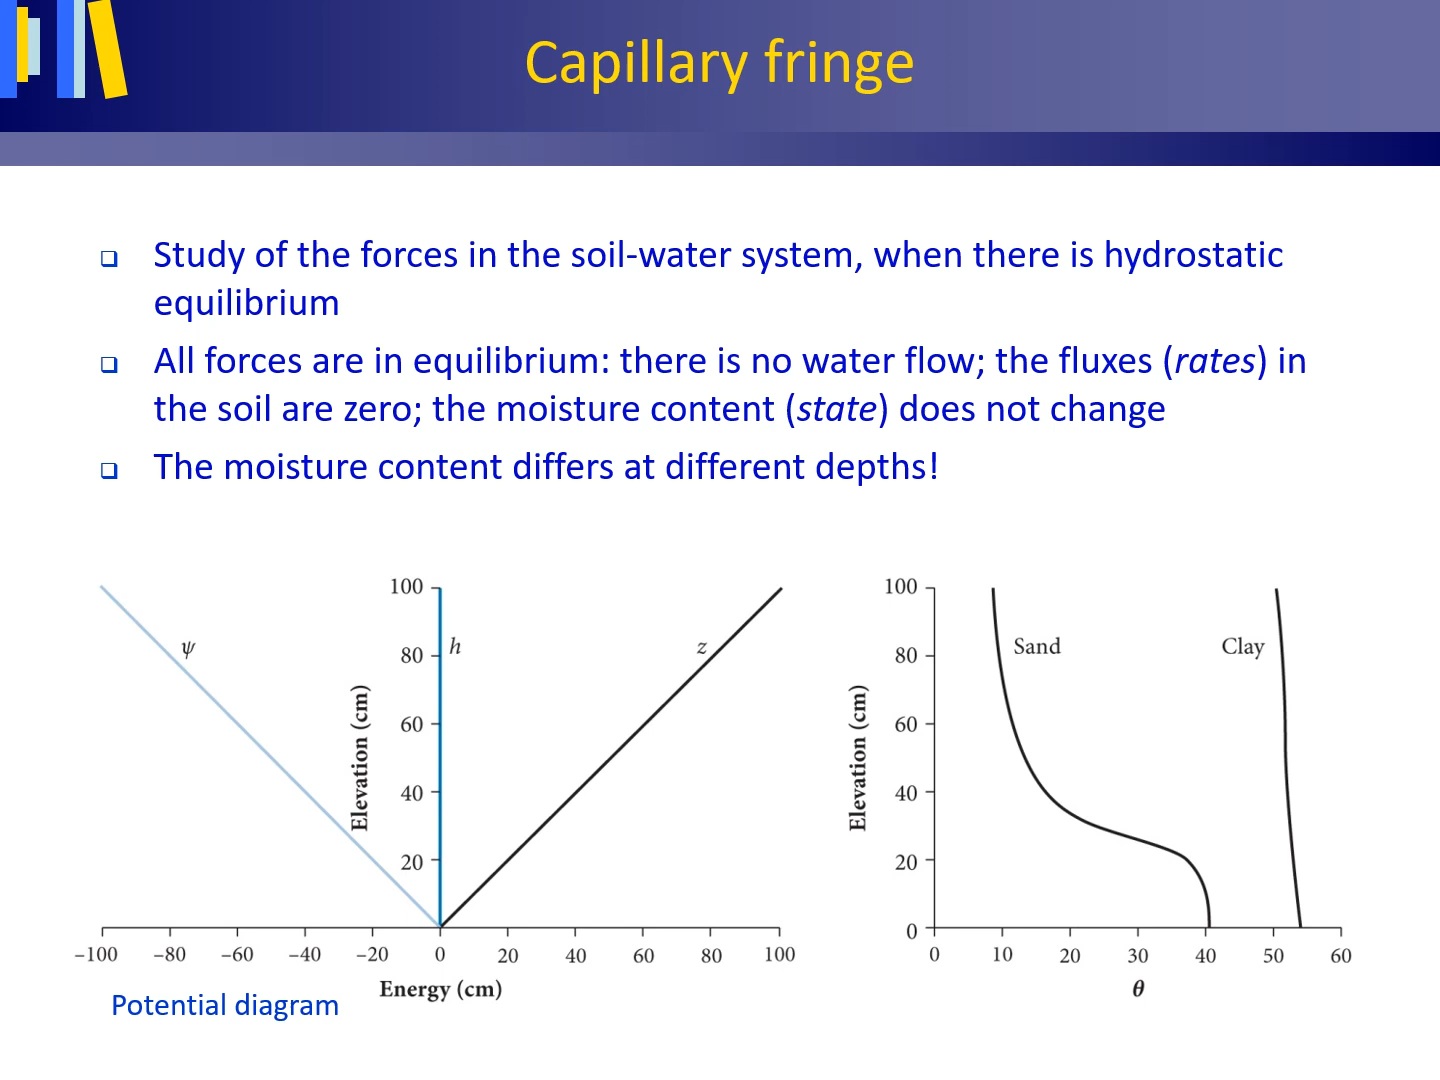 Capillary fringe
❑ Study of the forces in the soil-water system, when there is hydrostatic
equilibrium
❑ All forces are in equilibrium: there is no water flow; the fluxes (rates) in
the soil are zero; the moisture content (state) does not change
❑ The moisture content differs at different depths!
ψ
h
z
100
80
60
40
20
Elevation (cm)
–100 –80 –60 –40 –20 0 20 40 60 80 100
Energy (cm)
Potential diagram
Sand
Clay
100
80
60
40
20
0
Elevation (cm)
0 10 20 30 40 50 60
θ